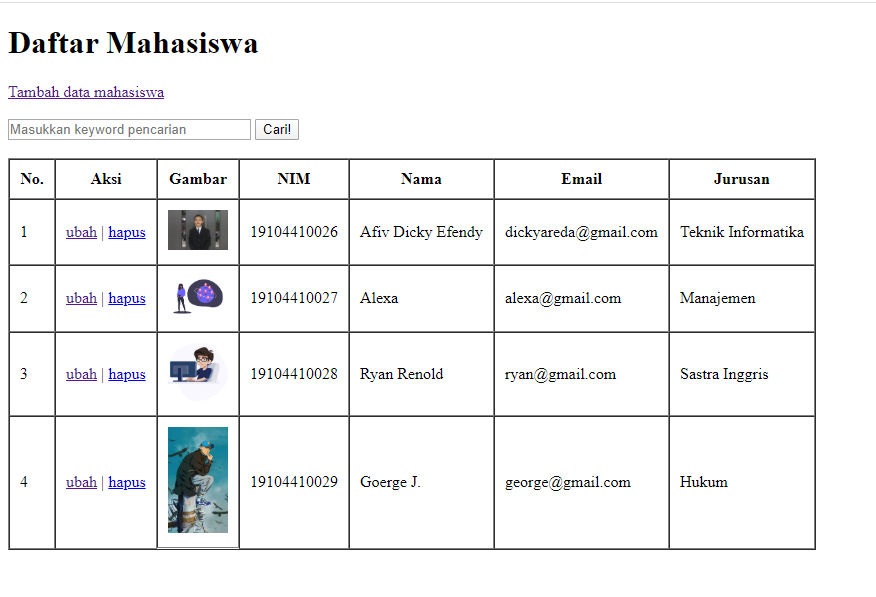 Daftar Mahasiswa
Tambah data mahasiswa
Masukkan keyword pencarian Cari!
No. Aksi Gambar NIM Nama Email Jurusan
1 ubah | hapus 19104410026 Afiv Dicky Efendy dickyareda@gmail.com Teknik Informatika
2 ubah | hapus 19104410027 Alexa alexa@gmail.com Manajemen
3 ubah | hapus 19104410028 Ryan Renold ryan@gmail.com Sastra Inggris
4 ubah | hapus 19104410029 Goerge J. george@gmail.com Hukum